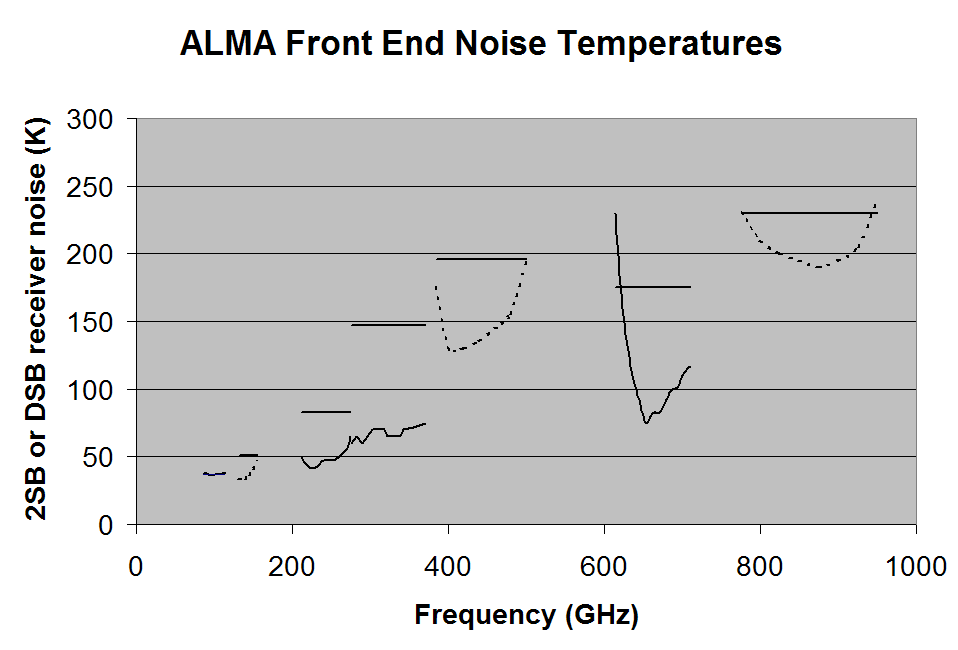 ALMA Front End Noise Temperatures
2SB or DSB receiver noise (K)
300
250
200
150
100
50
0
0 200 400 600 800 1000
Frequency (GHz)